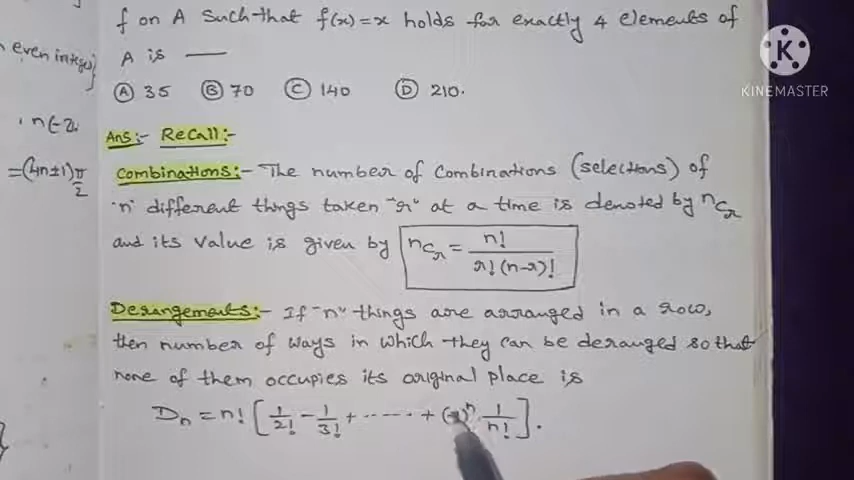 f on A such that f(x)=x holds for exactly 4 elements of
A is ——
Ⓐ 35 Ⓑ 70 Ⓒ 140 Ⓓ 210.
Ans:- Recall:-
Combinations:- The number of combinations (selections) of
"n" different things taken "r" at a time is denoted by nCr
and its value is given by nCr = n! / r!(n-r)!
Derangements:- If "n" things are arranged in a row,
then number of ways in which they can be deranged so that
none of them occupies its original place is
Dn = n! [1/2! - 1/3! + ...... + (-1)^n 1/n!].
even integer}
=(4n±1)π/2
K
KINEMASTER